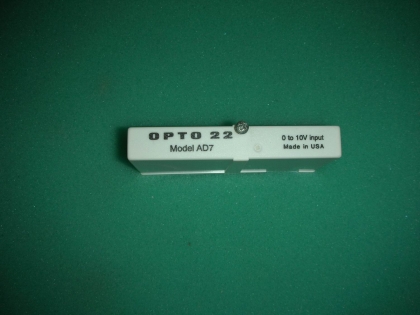 OPTO 22
Model AD7
0 to 10V input
Made in USA